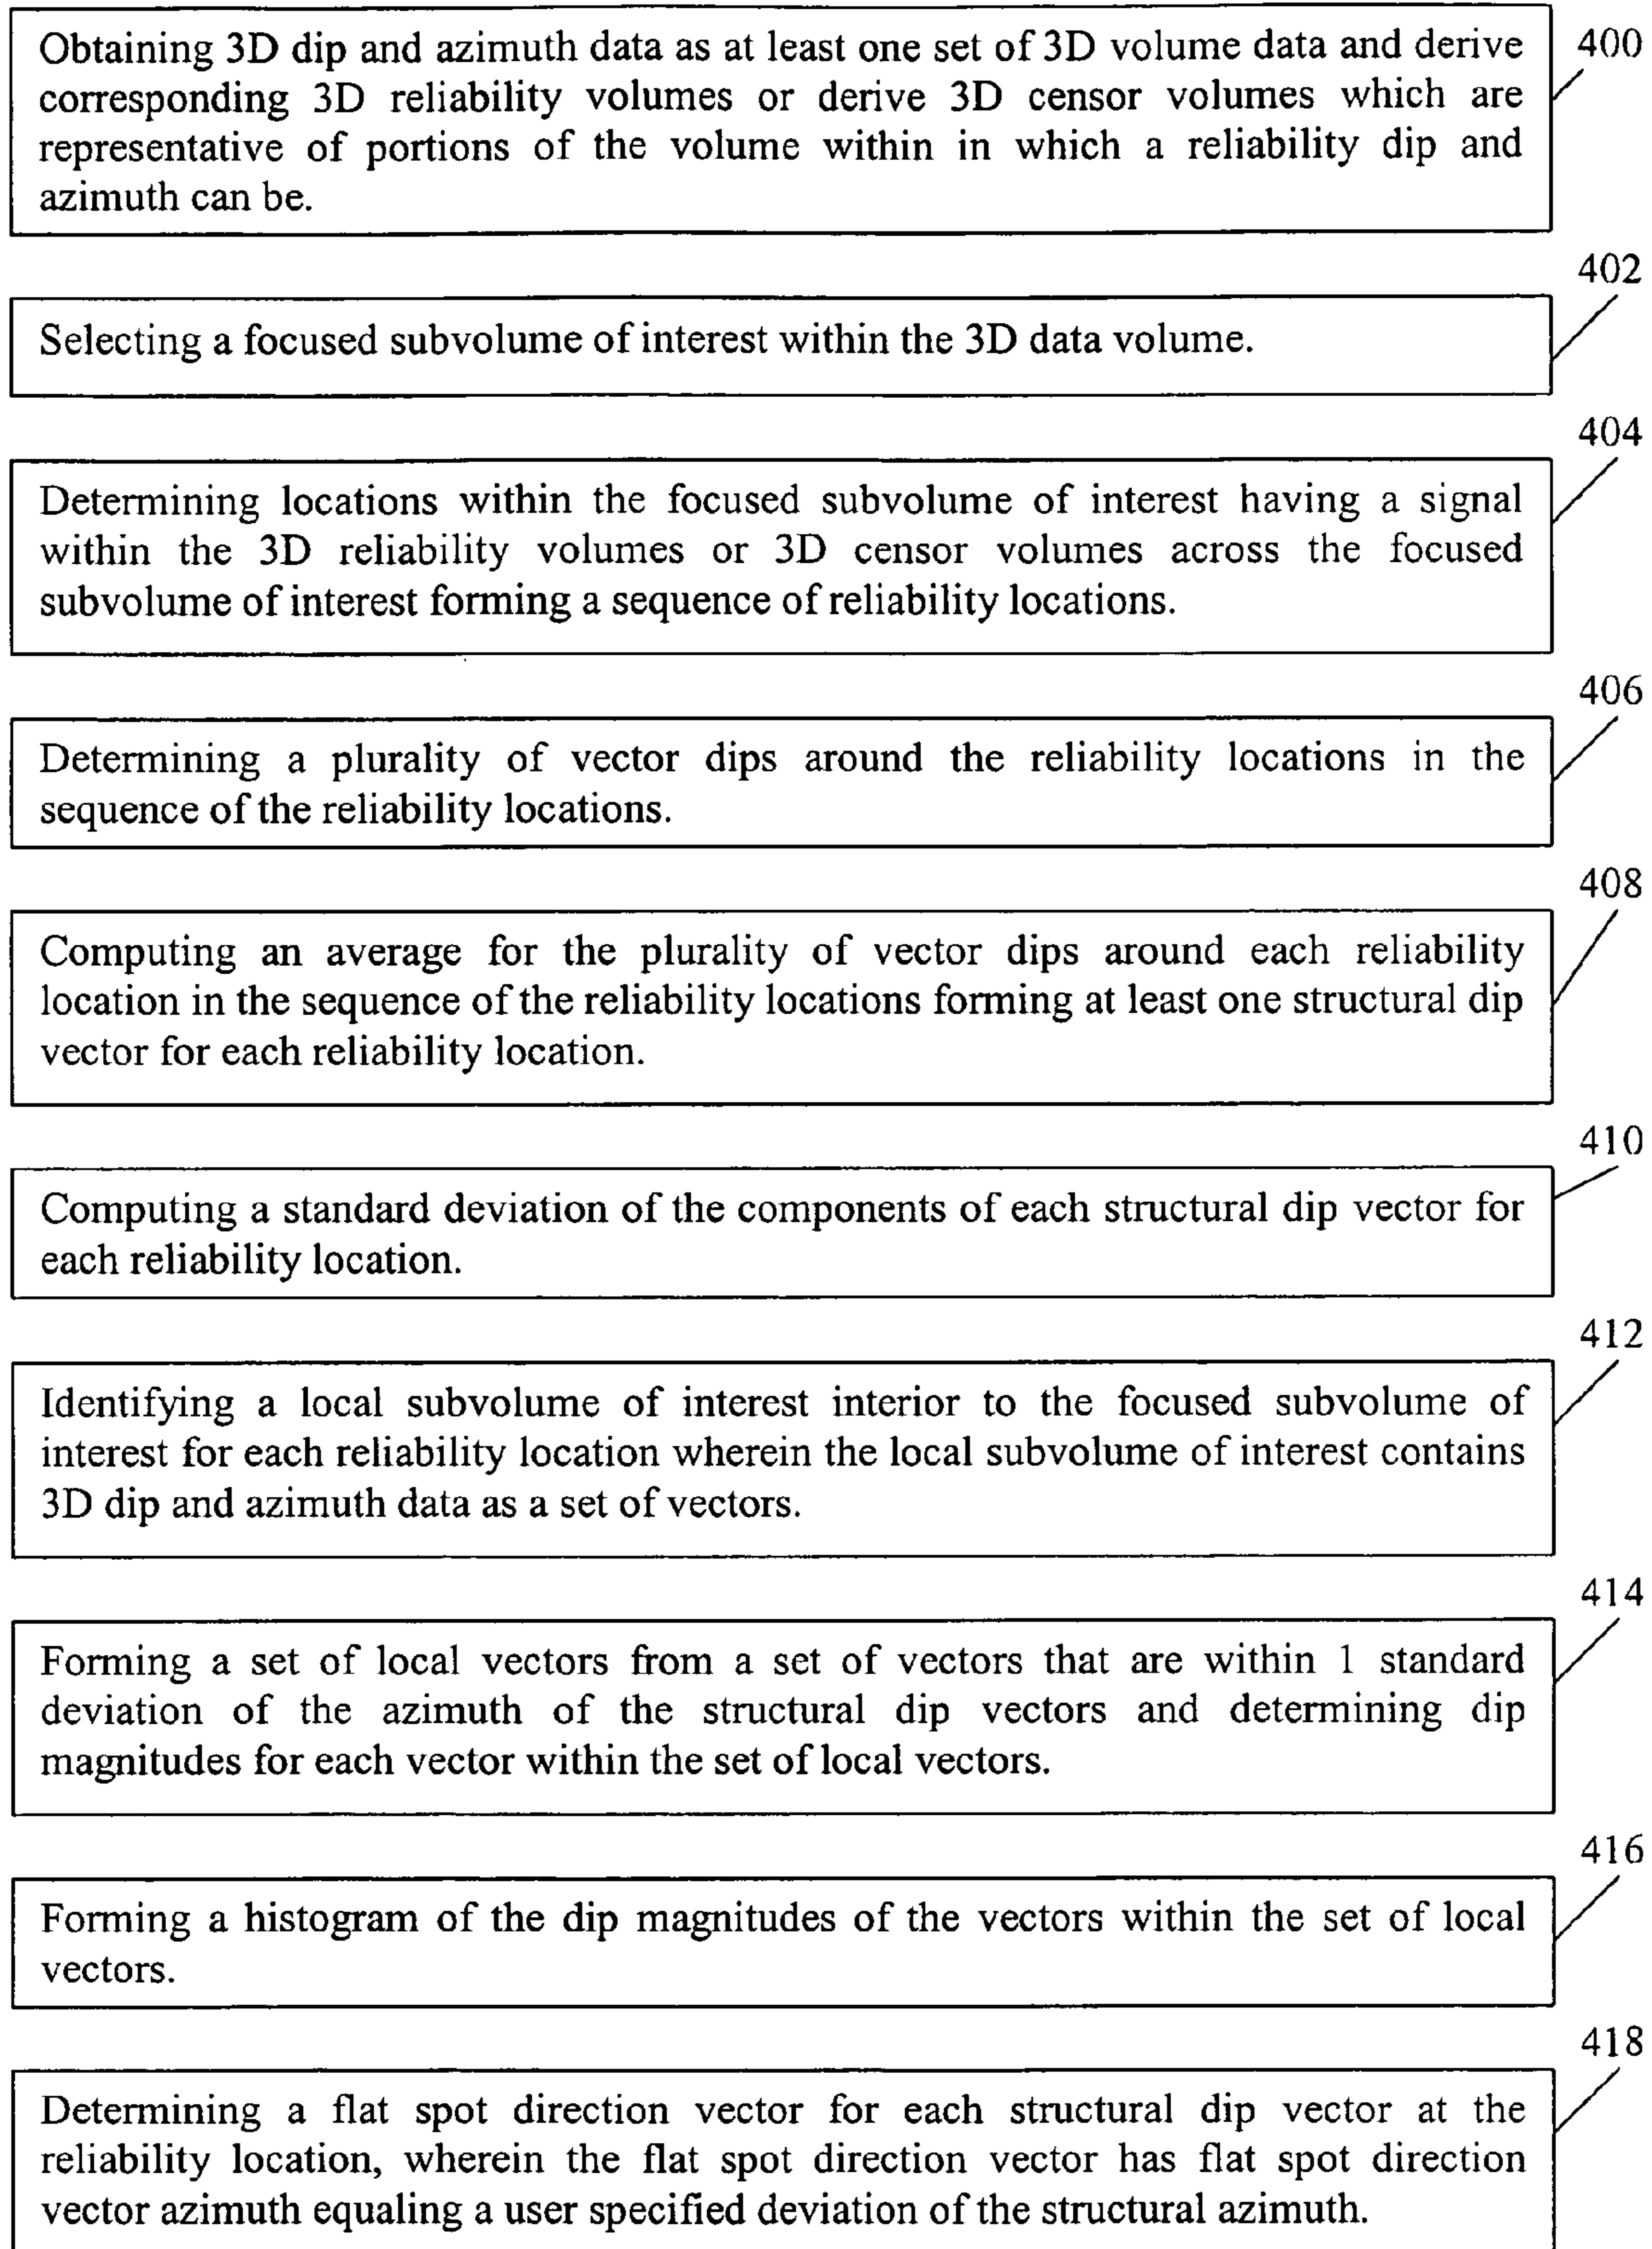 400
Obtaining 3D dip and azimuth data as at least one set of 3D volume data and derive
corresponding 3D reliability volumes or derive 3D censor volumes which are
representative of portions of the volume within in which a reliability dip and
azimuth can be.
402
Selecting a focused subvolume of interest within the 3D data volume.
404
Determining locations within the focused subvolume of interest having a signal
within the 3D reliability volumes or 3D censor volumes across the focused
subvolume of interest forming a sequence of reliability locations.
406
Determining a plurality of vector dips around the reliability locations in the
sequence of the reliability locations.
408
Computing an average for the plurality of vector dips around each reliability
location in the sequence of the reliability locations forming at least one structural dip
vector for each reliability location.
410
Computing a standard deviation of the components of each structural dip vector for
each reliability location.
412
Identifying a local subvolume of interest interior to the focused subvolume of
interest for each reliability location wherein the local subvolume of interest contains
3D dip and azimuth data as a set of vectors.
414
Forming a set of local vectors from a set of vectors that are within 1 standard
deviation of the azimuth of the structural dip vectors and determining dip
magnitudes for each vector within the set of local vectors.
416
Forming a histogram of the dip magnitudes of the vectors within the set of local
vectors.
418
Determining a flat spot direction vector for each structural dip vector at the
reliability location, wherein the flat spot direction vector has flat spot direction
vector azimuth equaling a user specified deviation of the structural azimuth.